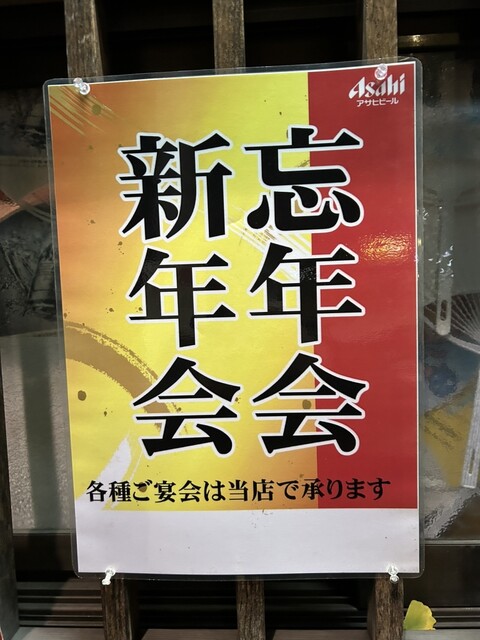 Asahi
アサヒビール
忘年会
新年会
各種ご宴会は当店で承ります